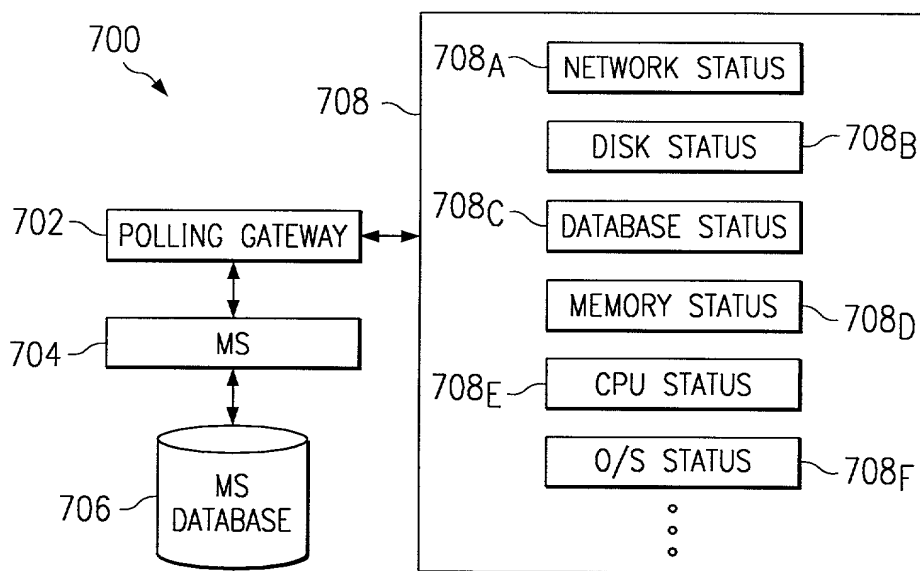 700
708
708A NETWORK STATUS
DISK STATUS 708B
702 POLLING GATEWAY
708C DATABASE STATUS
MEMORY STATUS 708D
704 MS
708E CPU STATUS
O/S STATUS 708F
706 MS
DATABASE